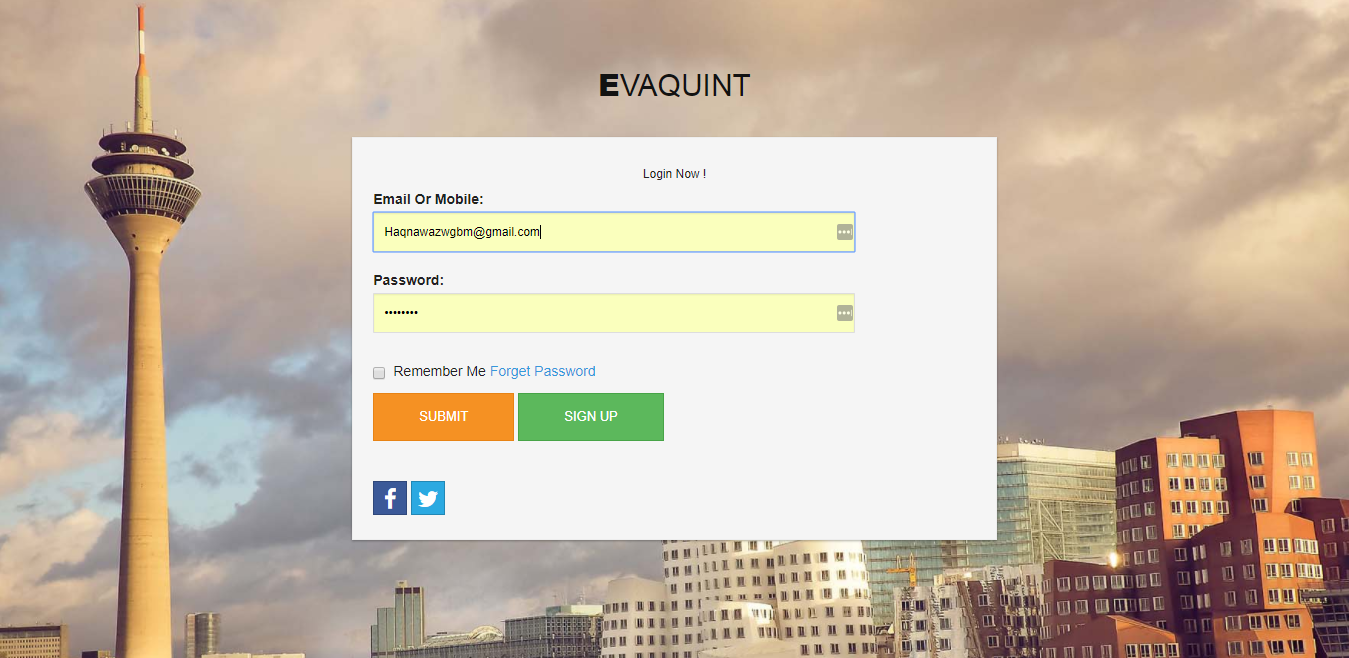 EVAQUINT
Login Now !
Email Or Mobile:
Haqnawazwgbm@gmail.com
Password:
••••••••
Remember Me Forget Password
SUBMIT SIGN UP